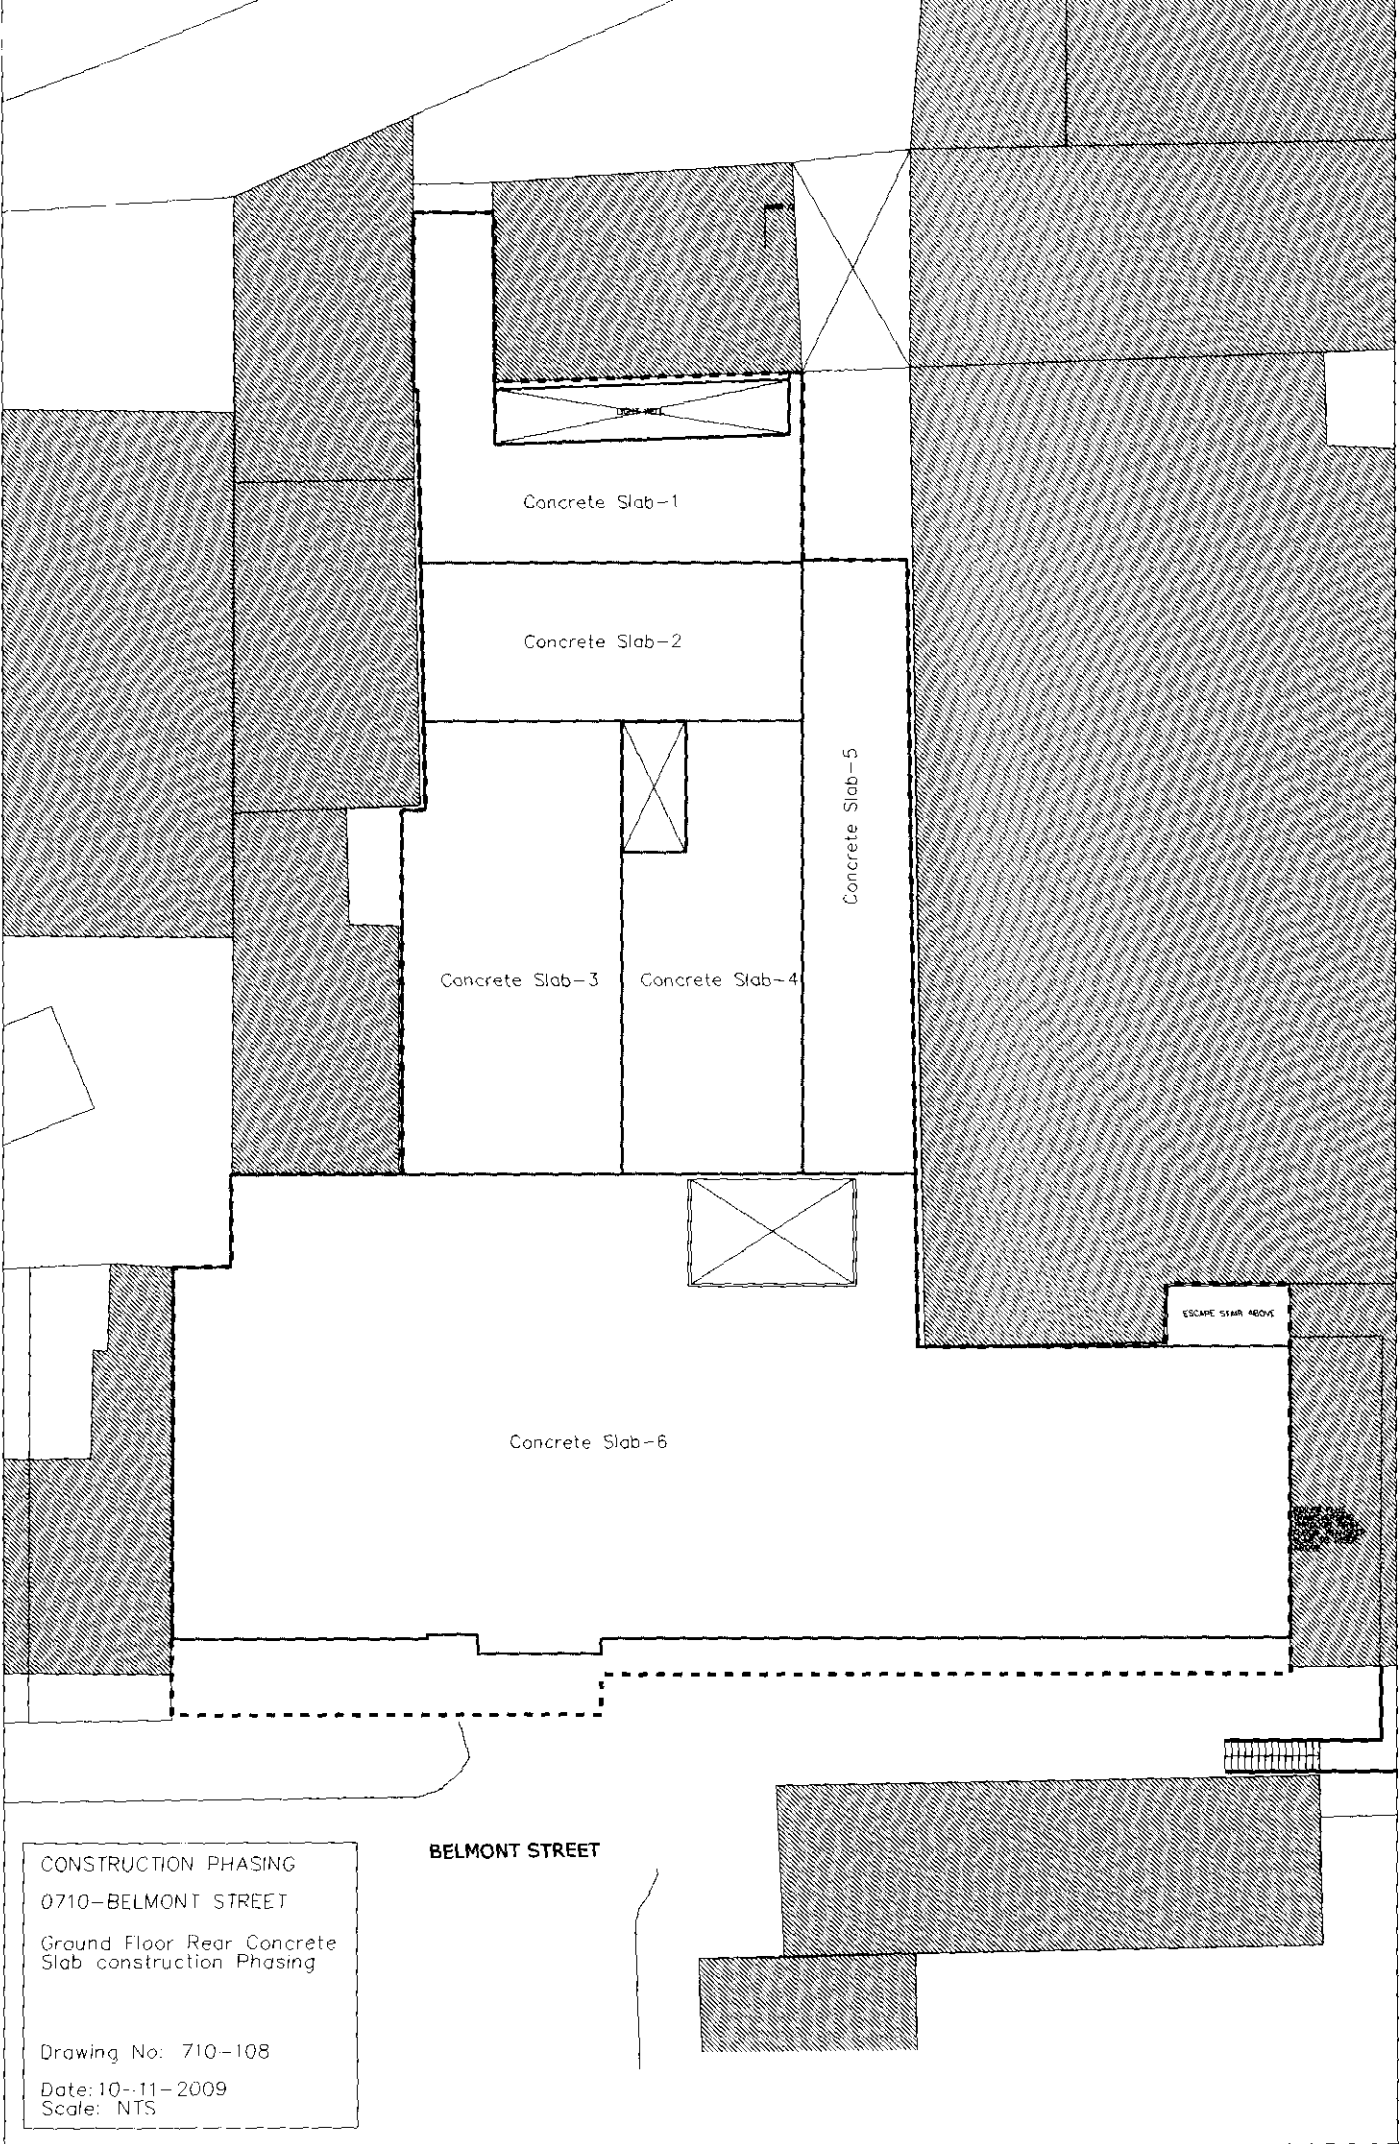 LIGHT WELL
Concrete Slab-1
Concrete Slab-2
Concrete Slab-5
Concrete Slab-3
Concrete Slab-4
ESCAPE STAIR ABOVE
Concrete Slab-6
BELMONT STREET
CONSTRUCTION PHASING
0710-BELMONT STREET
Ground Floor Rear Concrete
Slab construction Phasing
Drawing No: 710-108
Date: 10-11-2009
Scale: NTS